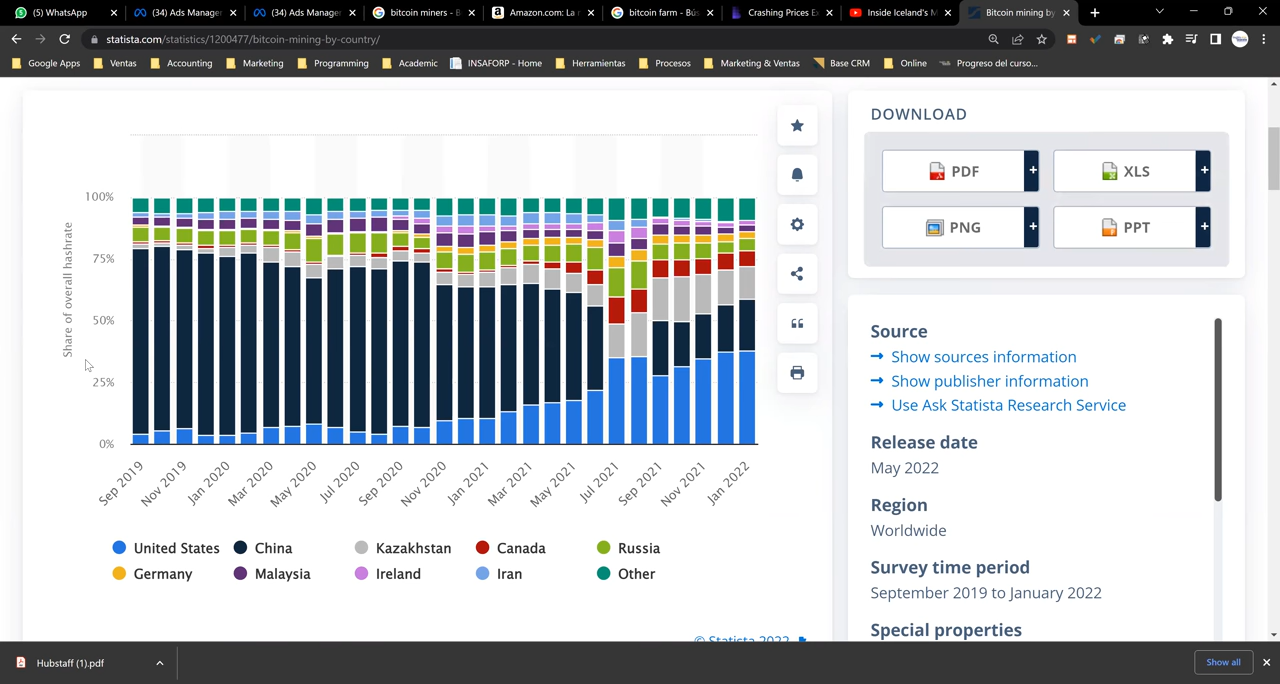 (5) WhatsApp
(34) Ads Manager
(34) Ads Manager
bitcoin miners - B
Amazon.com: La r
bitcoin farm - Bús
Crashing Prices Ex
Inside Iceland's M
Bitcoin mining by
statista.com/statistics/1200477/bitcoin-mining-by-country/
Google Apps
Ventas
Accounting
Marketing
Programming
Academic
INSAFORP - Home
Herramientas
Procesos
Marketing & Ventas
Base CRM
Online
Progreso del curso...
Share of overall hashrate
100%
75%
50%
25%
0%
Sep 2019
Nov 2019
Jan 2020
Mar 2020
May 2020
Jul 2020
Sep 2020
Nov 2020
Jan 2021
Mar 2021
May 2021
Jul 2021
Sep 2021
Nov 2021
Jan 2022
United States
China
Kazakhstan
Canada
Russia
Germany
Malaysia
Ireland
Iran
Other
© Statista 2022
DOWNLOAD
PDF +
XLS +
PNG +
PPT +
Source
Show sources information
Show publisher information
Use Ask Statista Research Service
Release date
May 2022
Region
Worldwide
Survey time period
September 2019 to January 2022
Special properties
Hubstaff (1).pdf
Show all